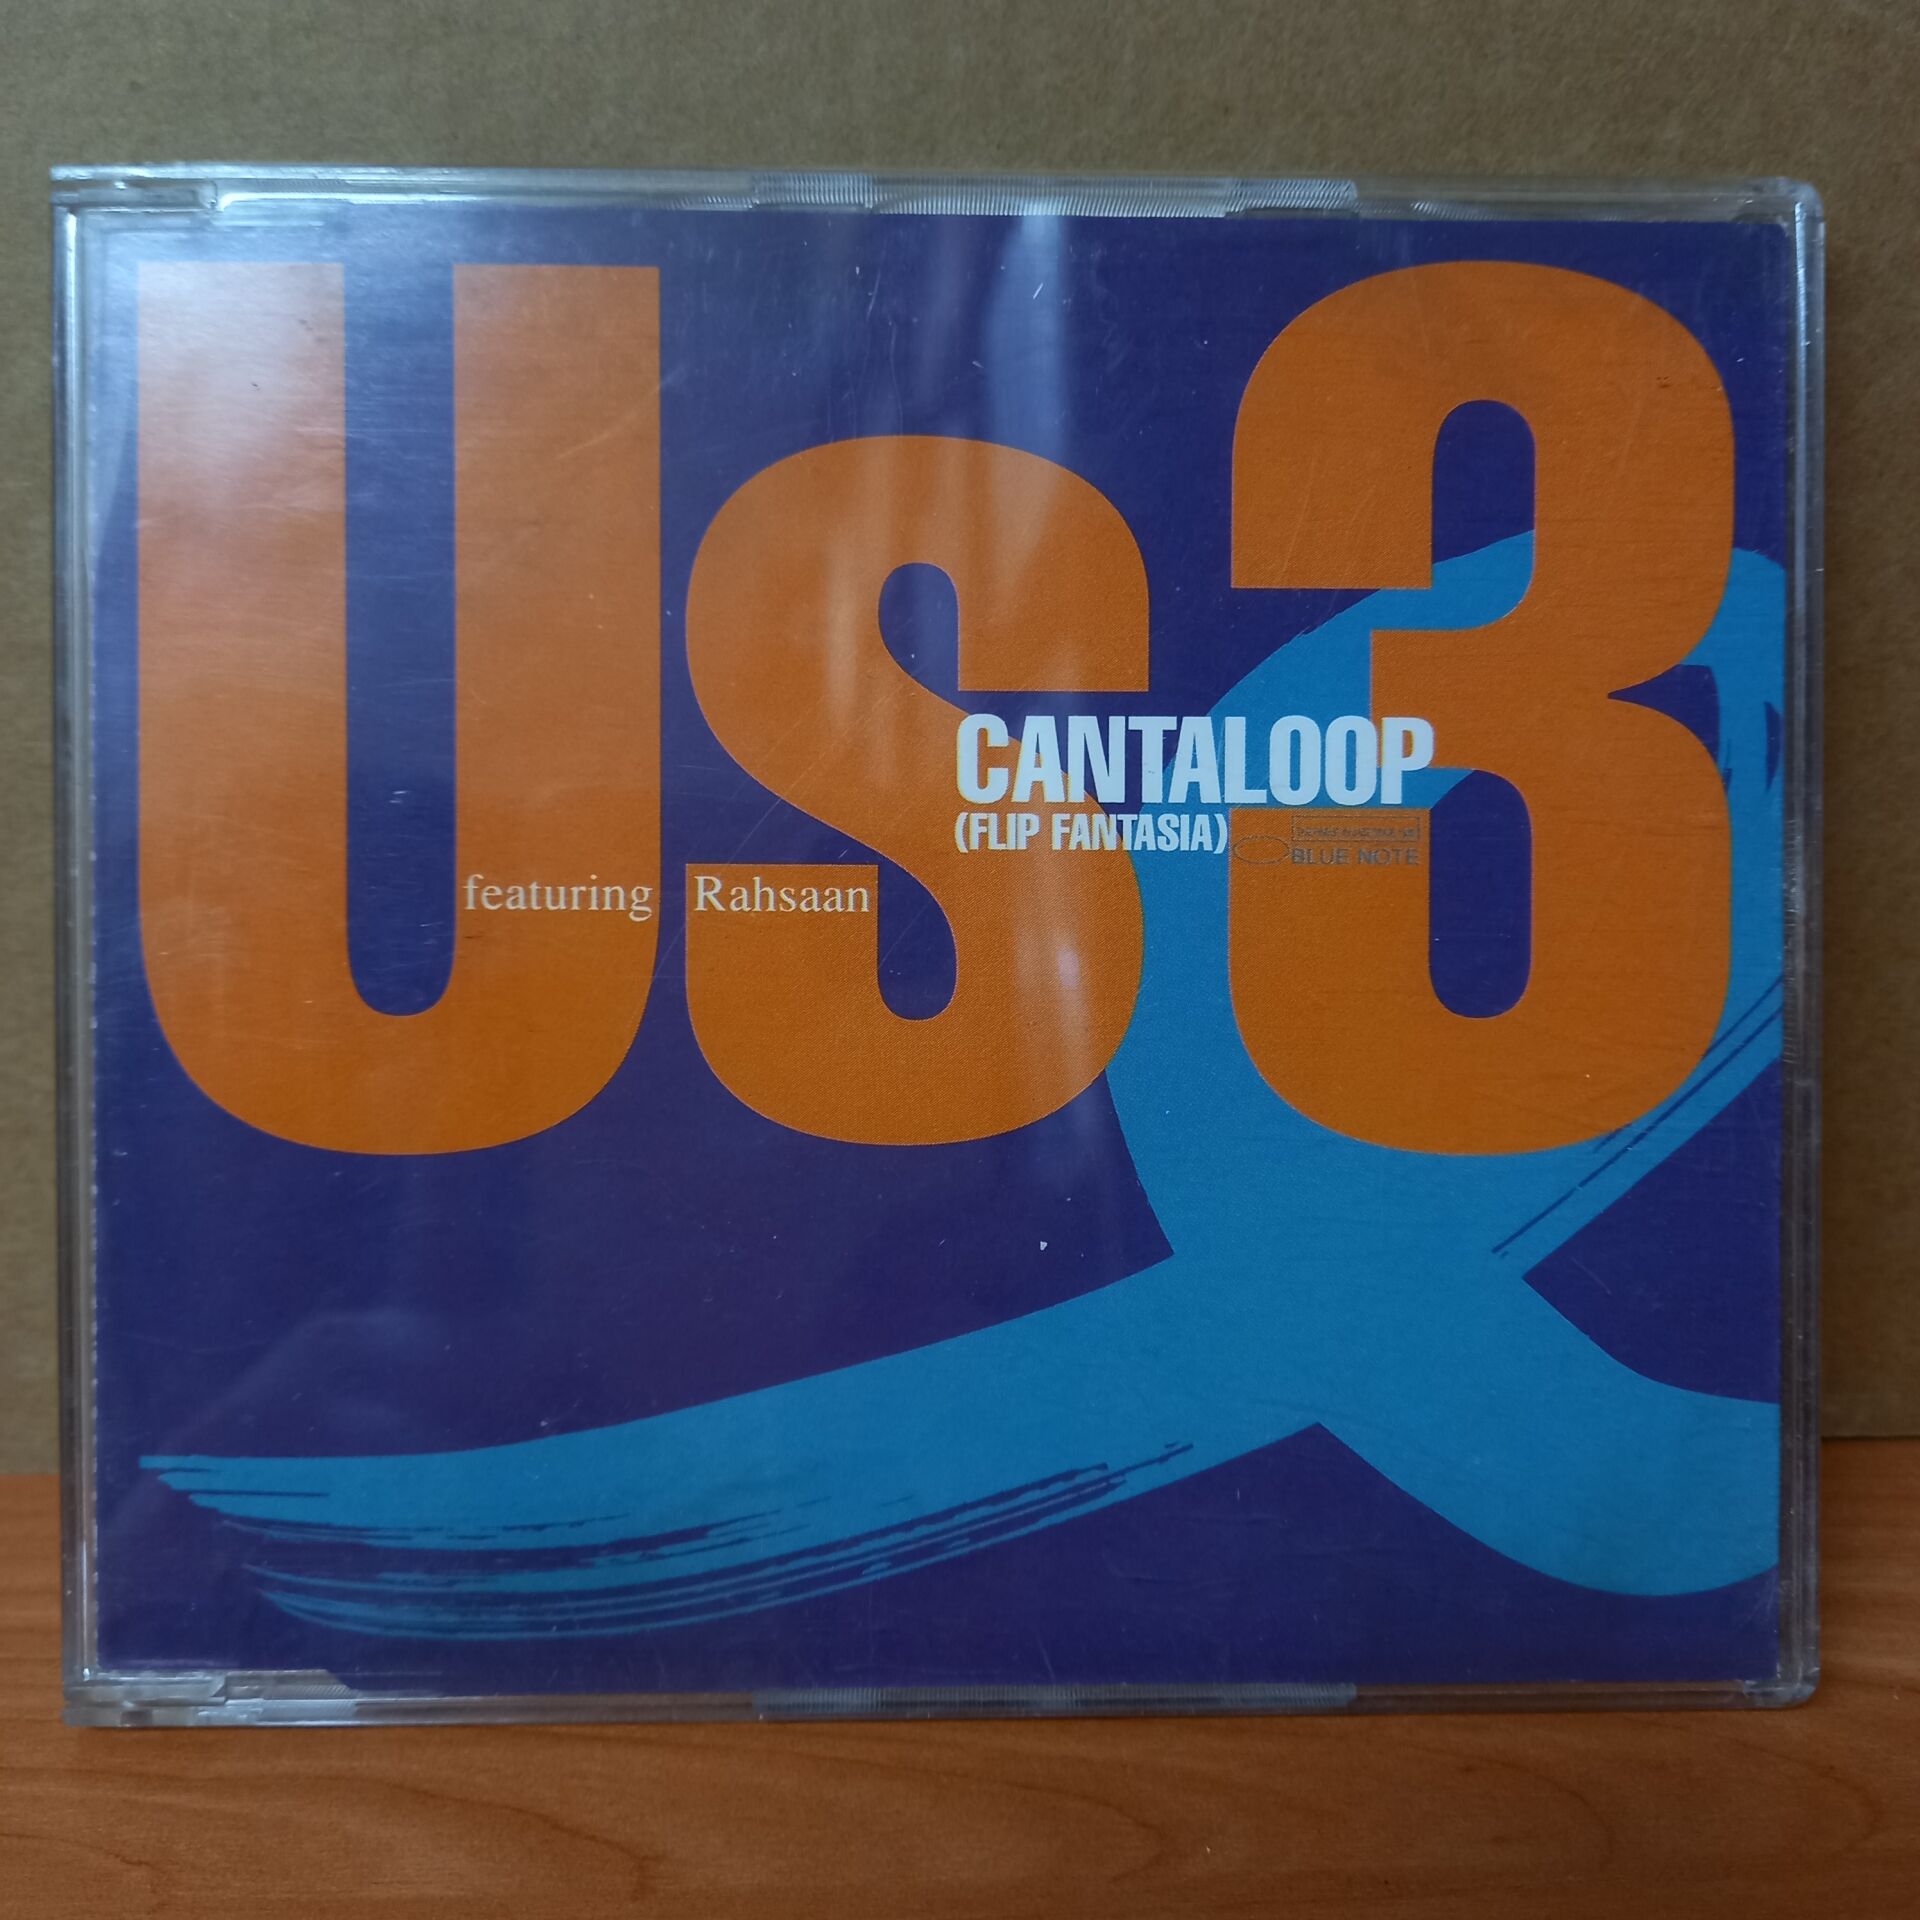 Us3
CANTALOOP
(FLIP FANTASIA)
BLUE NOTE
featuring Rahsaan